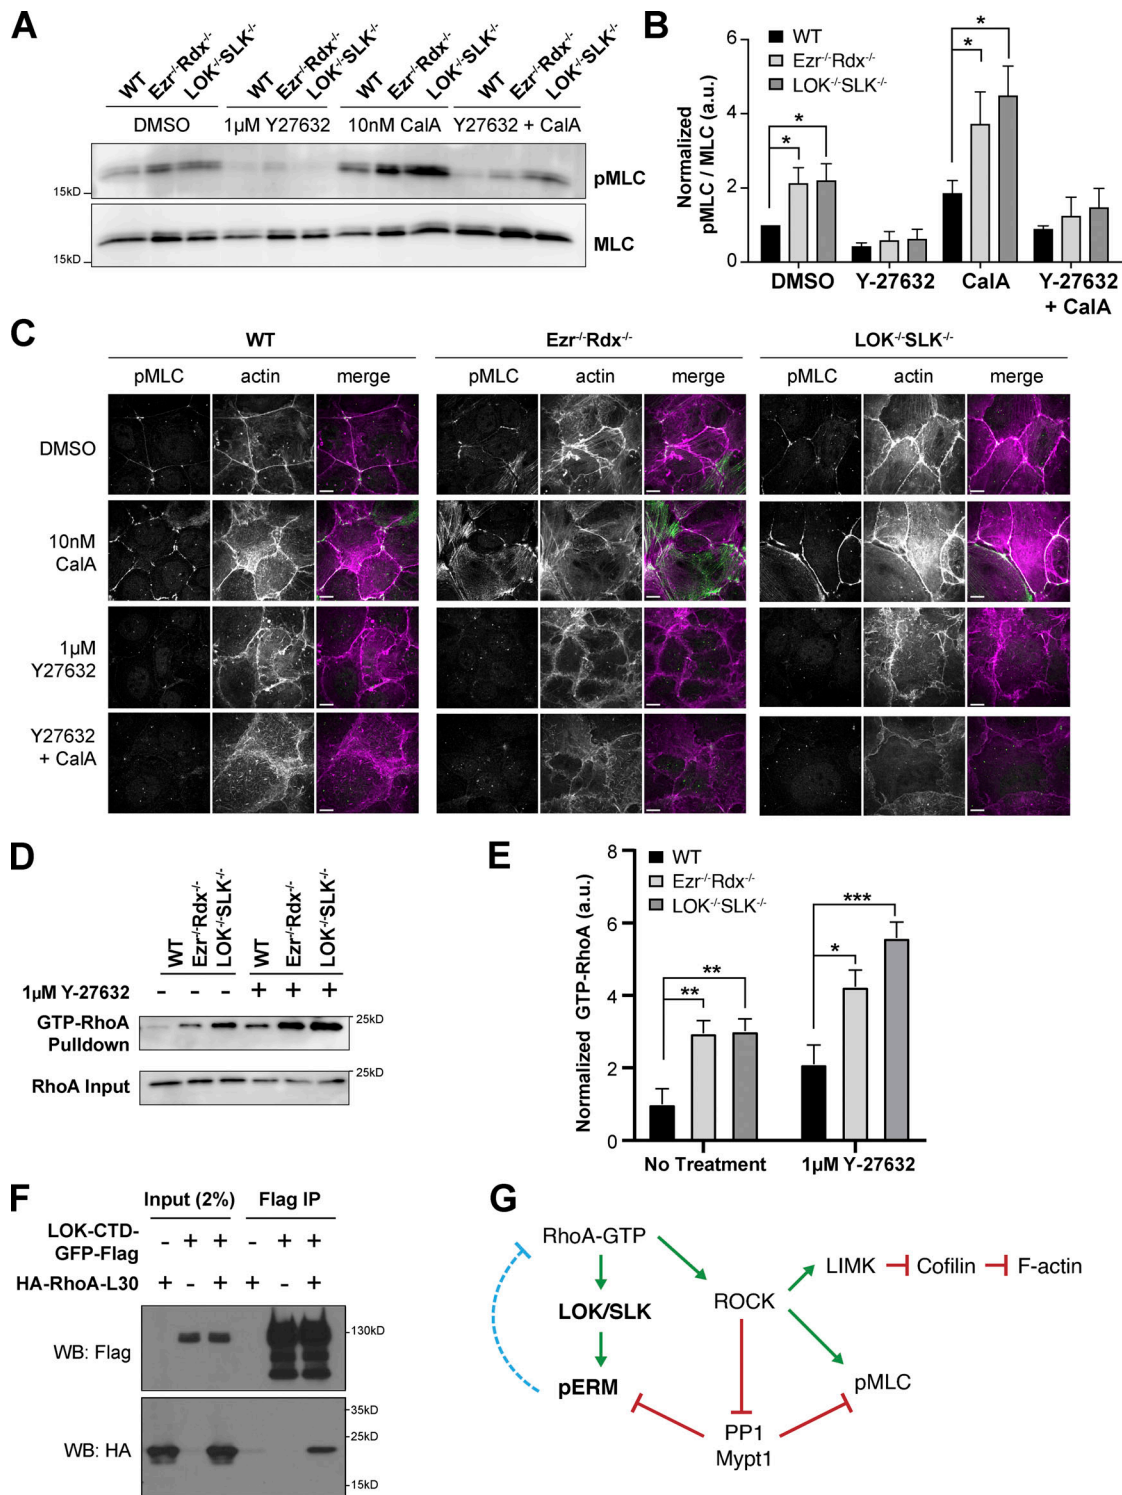 A
WT
Ezr-/-Rdx-/-
LOK-/-SLK-/-
WT
Ezr-/-Rdx-/-
LOK-/-SLK-/-
WT
Ezr-/-Rdx-/-
LOK-/-SLK-/-
WT
Ezr-/-Rdx-/-
LOK-/-SLK-/-
DMSO 1µM Y27632 10nM CalA Y27632 + CalA
pMLC
15kD
MLC
15kD
B
Normalized
pMLC / MLC (a.u.)
6
4
2
0
WT
Ezr-/-Rdx-/-
LOK-/-SLK-/-
* * * *
DMSO Y-27632 CalA Y-27632
+ CalA
C
WT Ezr-/-Rdx-/- LOK-/-SLK-/-
pMLC actin merge pMLC actin merge pMLC actin merge
DMSO
10nM
CalA
1µM
Y27632
Y27632
+ CalA
D
WT
Ezr-/-Rdx-/-
LOK-/-SLK-/-
WT
Ezr-/-Rdx-/-
LOK-/-SLK-/-
1µM Y-27632 - - - + + +
GTP-RhoA
Pulldown
25kD
RhoA Input
25kD
E
Normalized GTP-RhoA (a.u.)
8
6
4
2
0
WT
Ezr-/-Rdx-/-
LOK-/-SLK-/-
** ** * ***
No Treatment 1µM Y-27632
F
Input (2%) Flag IP
LOK-CTD-
GFP-Flag
- + + - + +
HA-RhoA-L30 + - + + - +
WB: Flag
130kD
WB: HA
35kD
25kD
15kD
G
RhoA-GTP
LOK/SLK
pERM
ROCK
LIMK Cofilin F-actin
pMLC
PP1
Mypt1